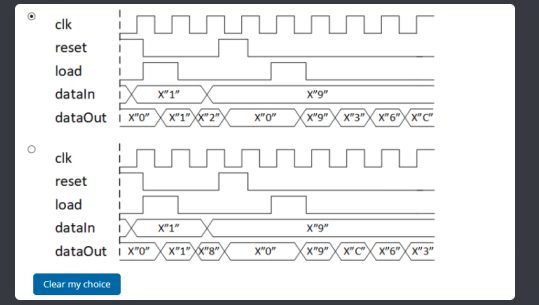 clk
reset
load
dataIn X"1" X"9"
dataOut X"0" X"1" X"2" X"0" X"9" X"3" X"6" X"C"
clk
reset
load
dataIn X"1" X"9"
dataOut X"0" X"1" X"8" X"0" X"9" X"C" X"6" X"3"
Clear my choice